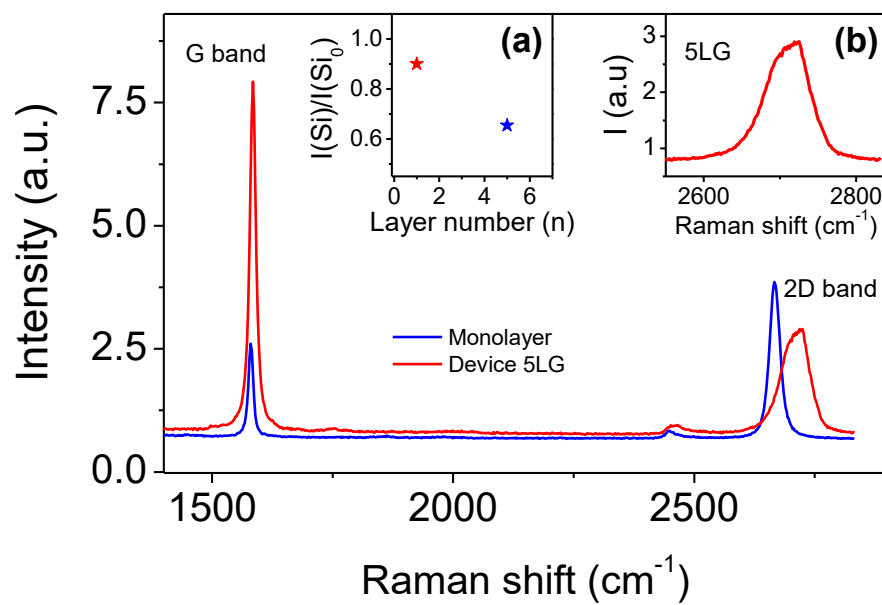 G band
(a)
(b)
5LG
I(Si)/I(Si0)
1.0
0.8
0.6
0 2 4 6
Layer number (n)
I (a.u)
3
2
1
2600 2800
Raman shift (cm-1)
Intensity (a.u.)
7.5
5.0
2.5
0.0
2D band
Monolayer
Device 5LG
1500 2000 2500
Raman shift (cm-1)